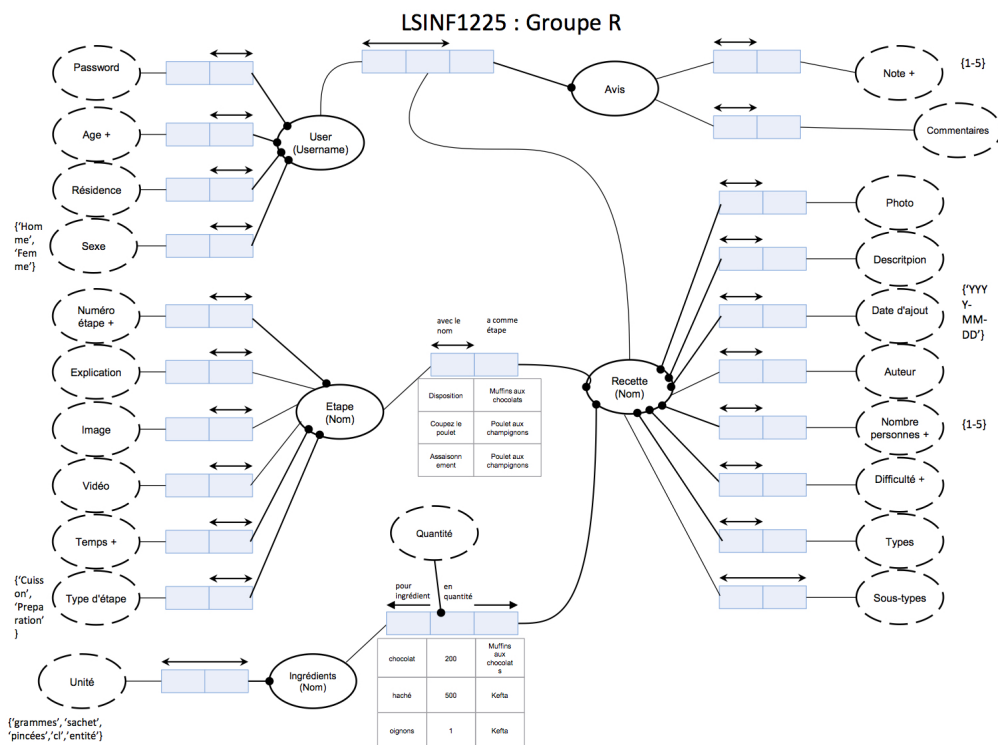 LSINF1225 : Groupe R
Password
Age +
Résidence
Sexe
{'Hom
me',
'Fem
me'}
User
(Username)
Avis
Note +
{1-5}
Commentaires
Numéro
étape +
Explication
Image
Vidéo
Temps +
Type d'étape
{'Cuiss
on',
'Prepa
ration'
}
Etape
(Nom)
avec le
nom
a comme
étape
Disposition
Muffins aux
chocolats
Coupez le
poulet
Poulet aux
champignons
Assaisonn
ement
Poulet aux
champignons
Recette
(Nom)
Photo
Descritpion
Date d'ajout
{'YYY
Y-
MM-
DD'}
Auteur
Nombre
personnes +
{1-5}
Difficulté +
Types
Sous-types
Quantité
pour
ingrédient
en
quantité
chocolat
200
Muffins
aux
chocolat
s
haché
500
Kefta
oignons
1
Kefta
Unité
Ingrédients
(Nom)
{'grammes', 'sachet',
'pincées','cl','entité'}